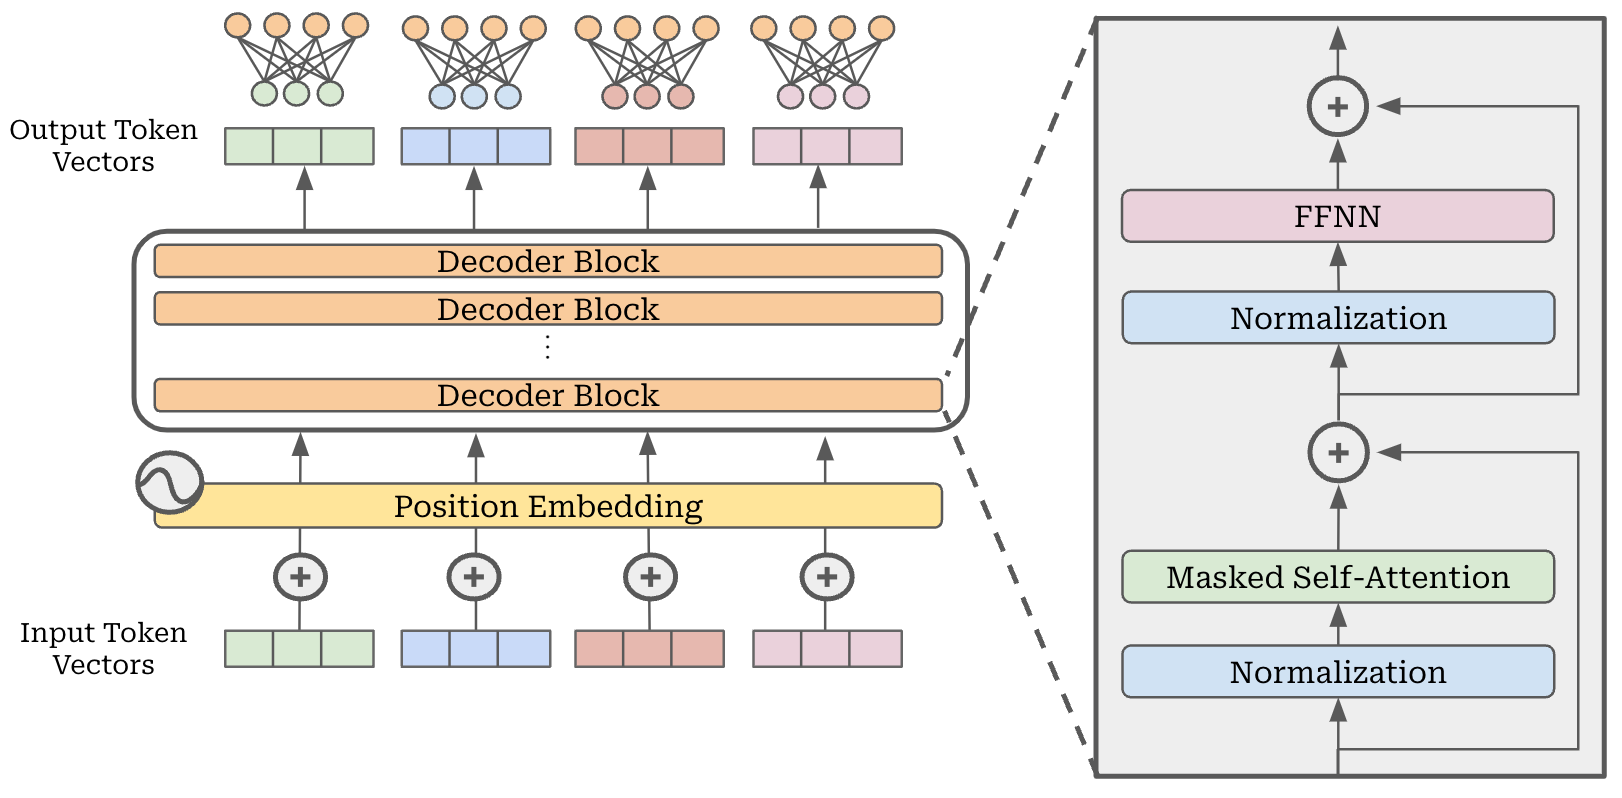 Output Token
Vectors
Decoder Block
Decoder Block
⋮
Decoder Block
Position Embedding
+
+
+
+
Input Token
Vectors
+
FFNN
Normalization
+
Masked Self-Attention
Normalization